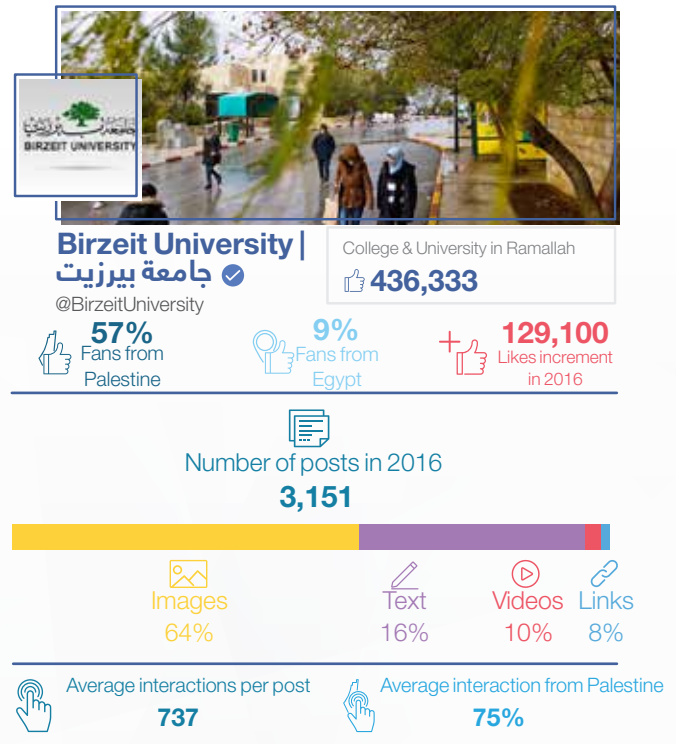 جامعة بيرزيت
BIRZEIT UNIVERSITY
Birzeit University |
جامعة بيرزيت
@BirzeitUniversity
College & University in Ramallah
436,333
57%
Fans from
Palestine
9%
Fans from
Egypt
129,100
Likes increment
in 2016
Number of posts in 2016
3,151
Images
64%
Text
16%
Videos
10%
Links
8%
Average interactions per post
737
Average interaction from Palestine
75%